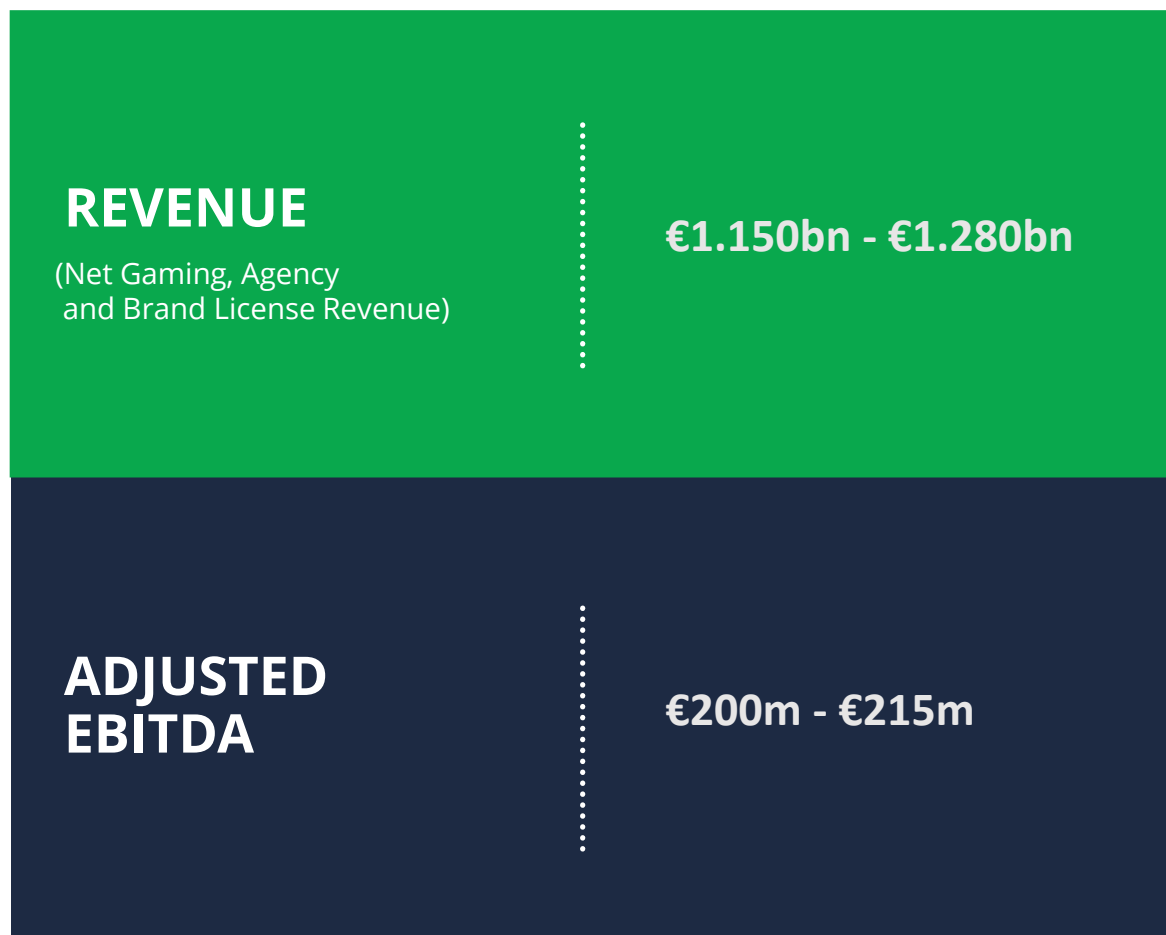 REVENUE
(Net Gaming, Agency
and Brand License Revenue)
€1.150bn - €1.280bn
ADJUSTED
EBITDA
€200m - €215m